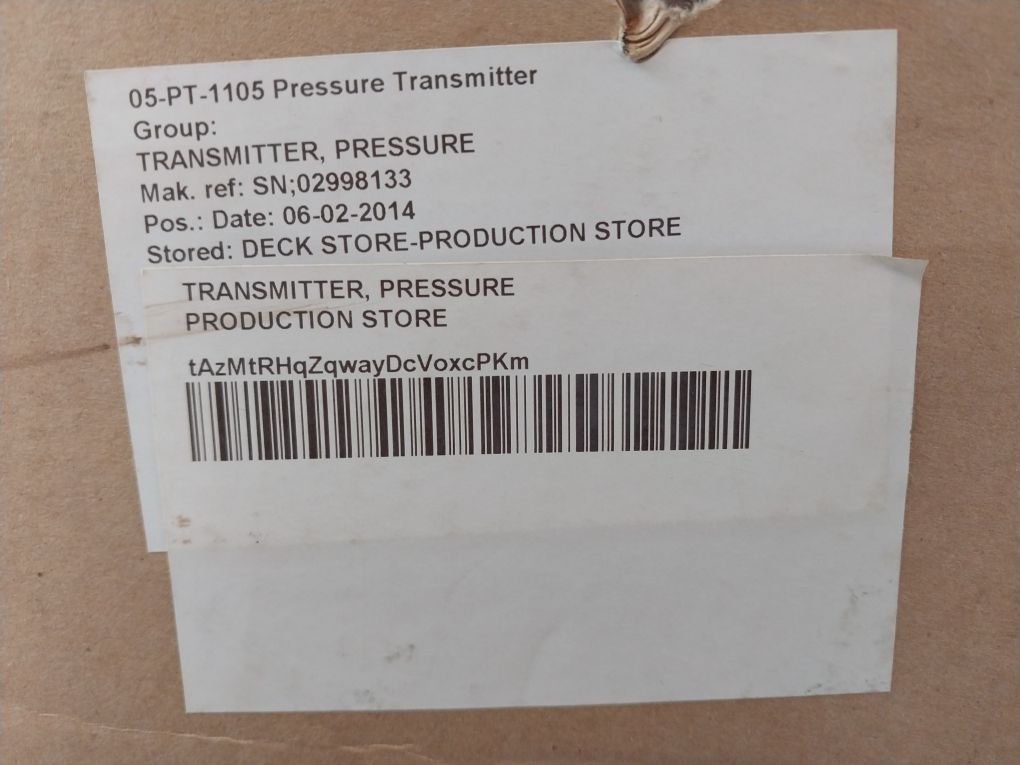 05-PT-1105 Pressure Transmitter
Group:
TRANSMITTER, PRESSURE
Mak. ref: SN;02998133
Pos.: Date: 06-02-2014
Stored: DECK STORE-PRODUCTION STORE
TRANSMITTER, PRESSURE
PRODUCTION STORE
tAzMtRHqZqwayDcVoxcPKm